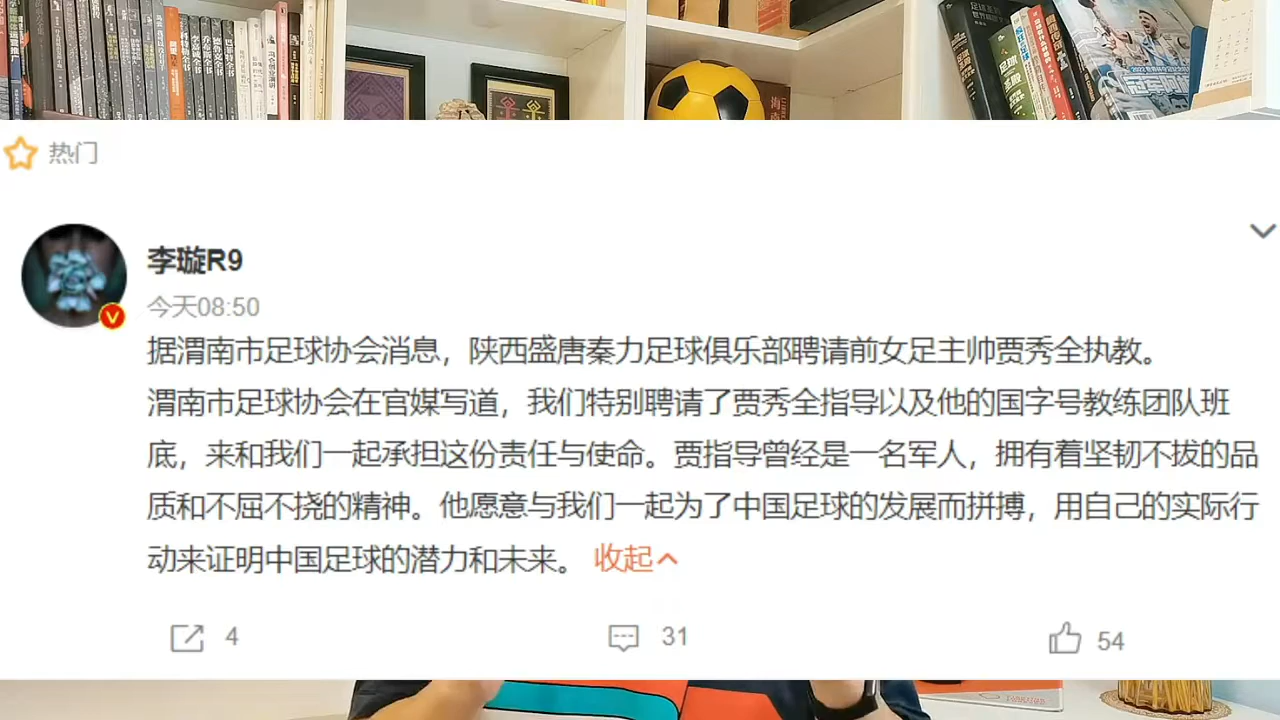 热门
李璇R9
今天08:50
据渭南市足球协会消息，陕西盛唐秦力足球俱乐部聘请前女足主帅贾秀全执教。
渭南市足球协会在官媒写道，我们特别聘请了贾秀全指导以及他的国字号教练团队班
底，来和我们一起承担这份责任与使命。贾指导曾经是一名军人，拥有着坚韧不拔的品
质和不屈不挠的精神。他愿意与我们一起为了中国足球的发展而拼搏，用自己的实际行
动来证明中国足球的潜力和未来。 收起
4
31
54